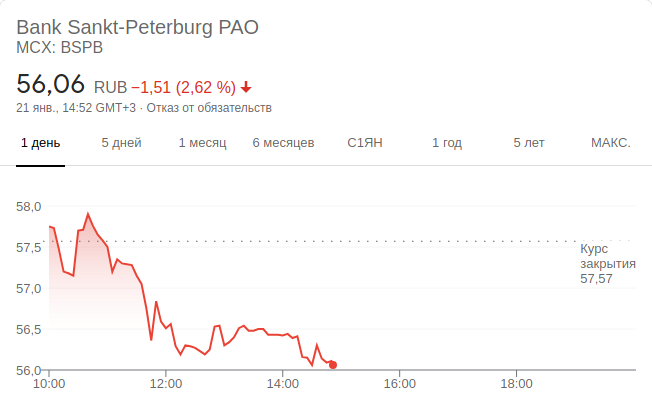 Bank Sankt-Peterburg PAO
MCX: BSPB
56,06 RUB −1,51 (2,62 %)
21 янв., 14:52 GMT+3 · Отказ от обязательств
1 день 5 дней 1 месяц 6 месяцев С1ЯН 1 год 5 лет МАКС.
58,0
57,5
Курс
закрытия
57,57
57,0
56,5
56,0
10:00 12:00 14:00 16:00 18:00